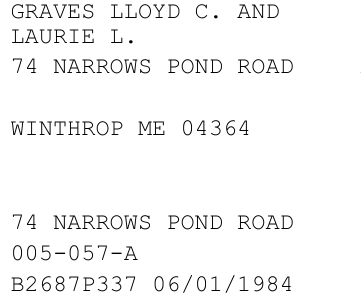 GRAVES LLOYD C. AND
LAURIE L.
74 NARROWS POND ROAD
WINTHROP ME 04364
74 NARROWS POND ROAD
005-057-A
B2687P337 06/01/1984